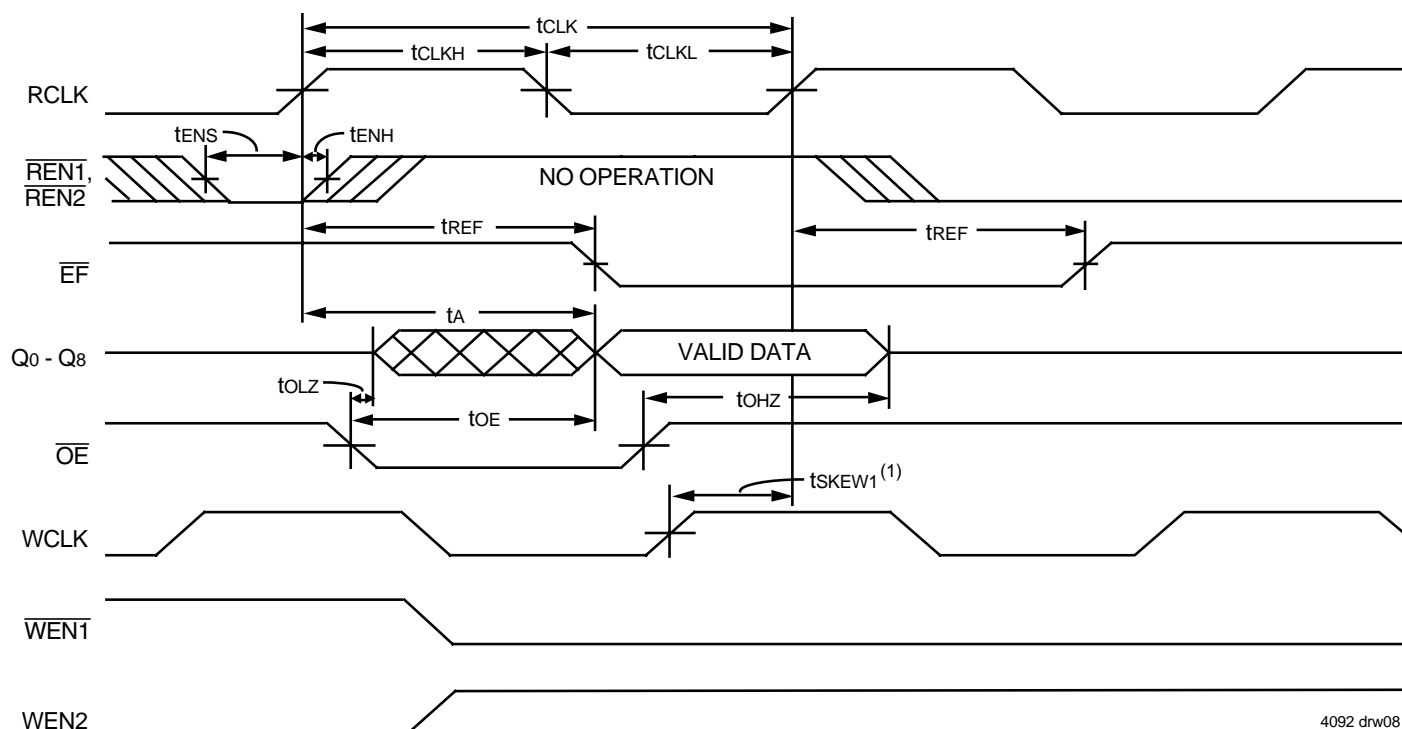 tCLK
tCLKH
tCLKL
RCLK
tENS
tENH
REN1,
REN2
NO OPERATION
tREF
tREF
EF
tA
Q0 - Q8
VALID DATA
tOLZ
tOE
tOHZ
OE
tSKEW1(1)
WCLK
WEN1
WEN2
4092 drw08